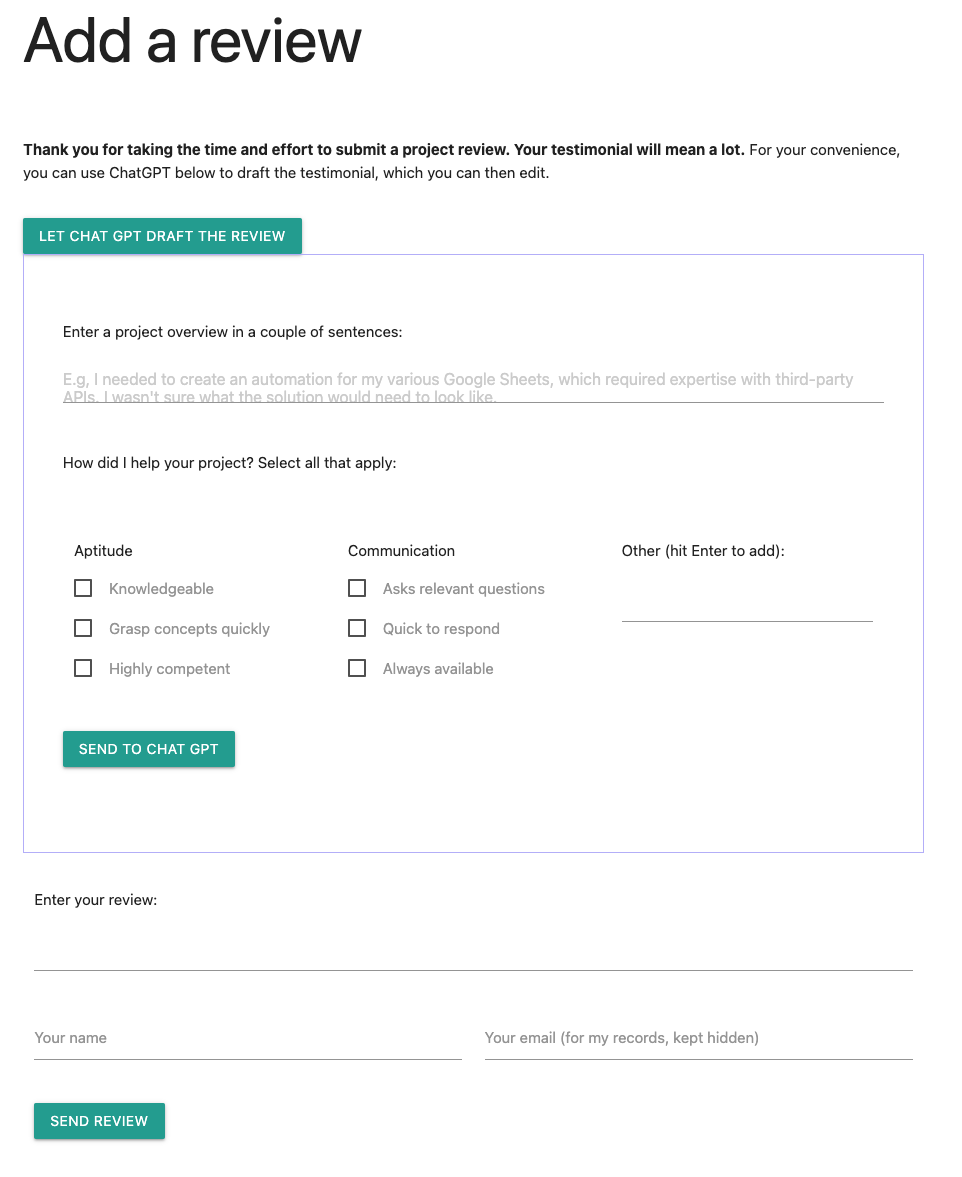 Add a review
Thank you for taking the time and effort to submit a project review. Your testimonial will mean a lot. For your convenience,
you can use ChatGPT below to draft the testimonial, which you can then edit.
LET CHAT GPT DRAFT THE REVIEW
Enter a project overview in a couple of sentences:
E.g, I needed to create an automation for my various Google Sheets, which required expertise with third-party
APIs. I wasn't sure what the solution would need to look like.
How did I help your project? Select all that apply:
Aptitude
Knowledgeable
Grasp concepts quickly
Highly competent
Communication
Asks relevant questions
Quick to respond
Always available
Other (hit Enter to add):
SEND TO CHAT GPT
Enter your review:
Your name
Your email (for my records, kept hidden)
SEND REVIEW